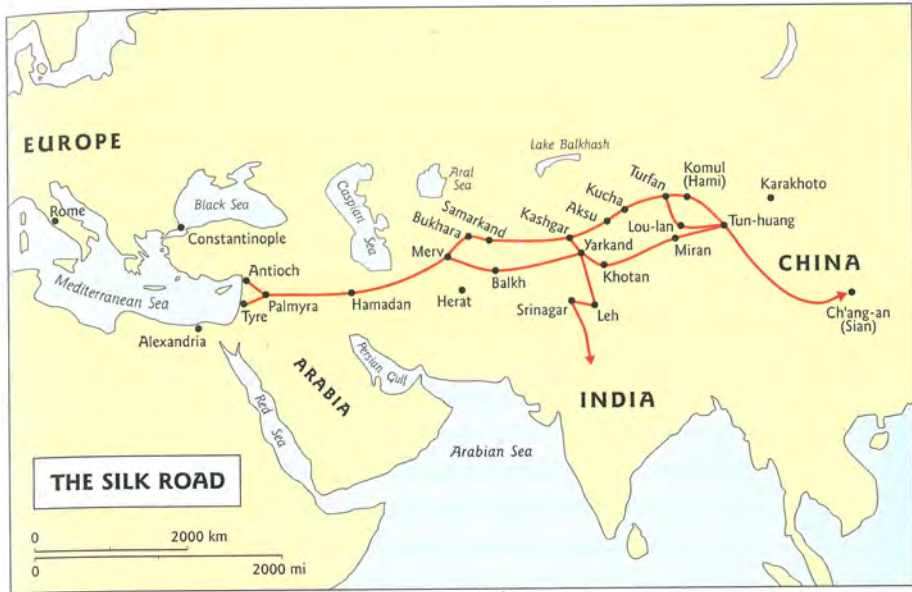 EUROPE
Rome
Black Sea
Constantinople
Caspian
Sea
Aral
Sea
Lake Balkhash
Turfan
Komul
(Hami)
Karakhoto
Kucha
Aksu
Lou-lan
Tun-huang
Samarkand
Bukhara
Kashgar
Yarkand
Miran
Merv
Khotan
CHINA
Antioch
Mediterranean Sea
Palmyra
Hamadan
Balkh
Herat
Srinagar
Leh
Ch'ang-an
(Sian)
Tyre
Alexandria
ARABIA
Persian Gulf
INDIA
Red
Sea
Arabian Sea
THE SILK ROAD
0 2000 km
0 2000 mi